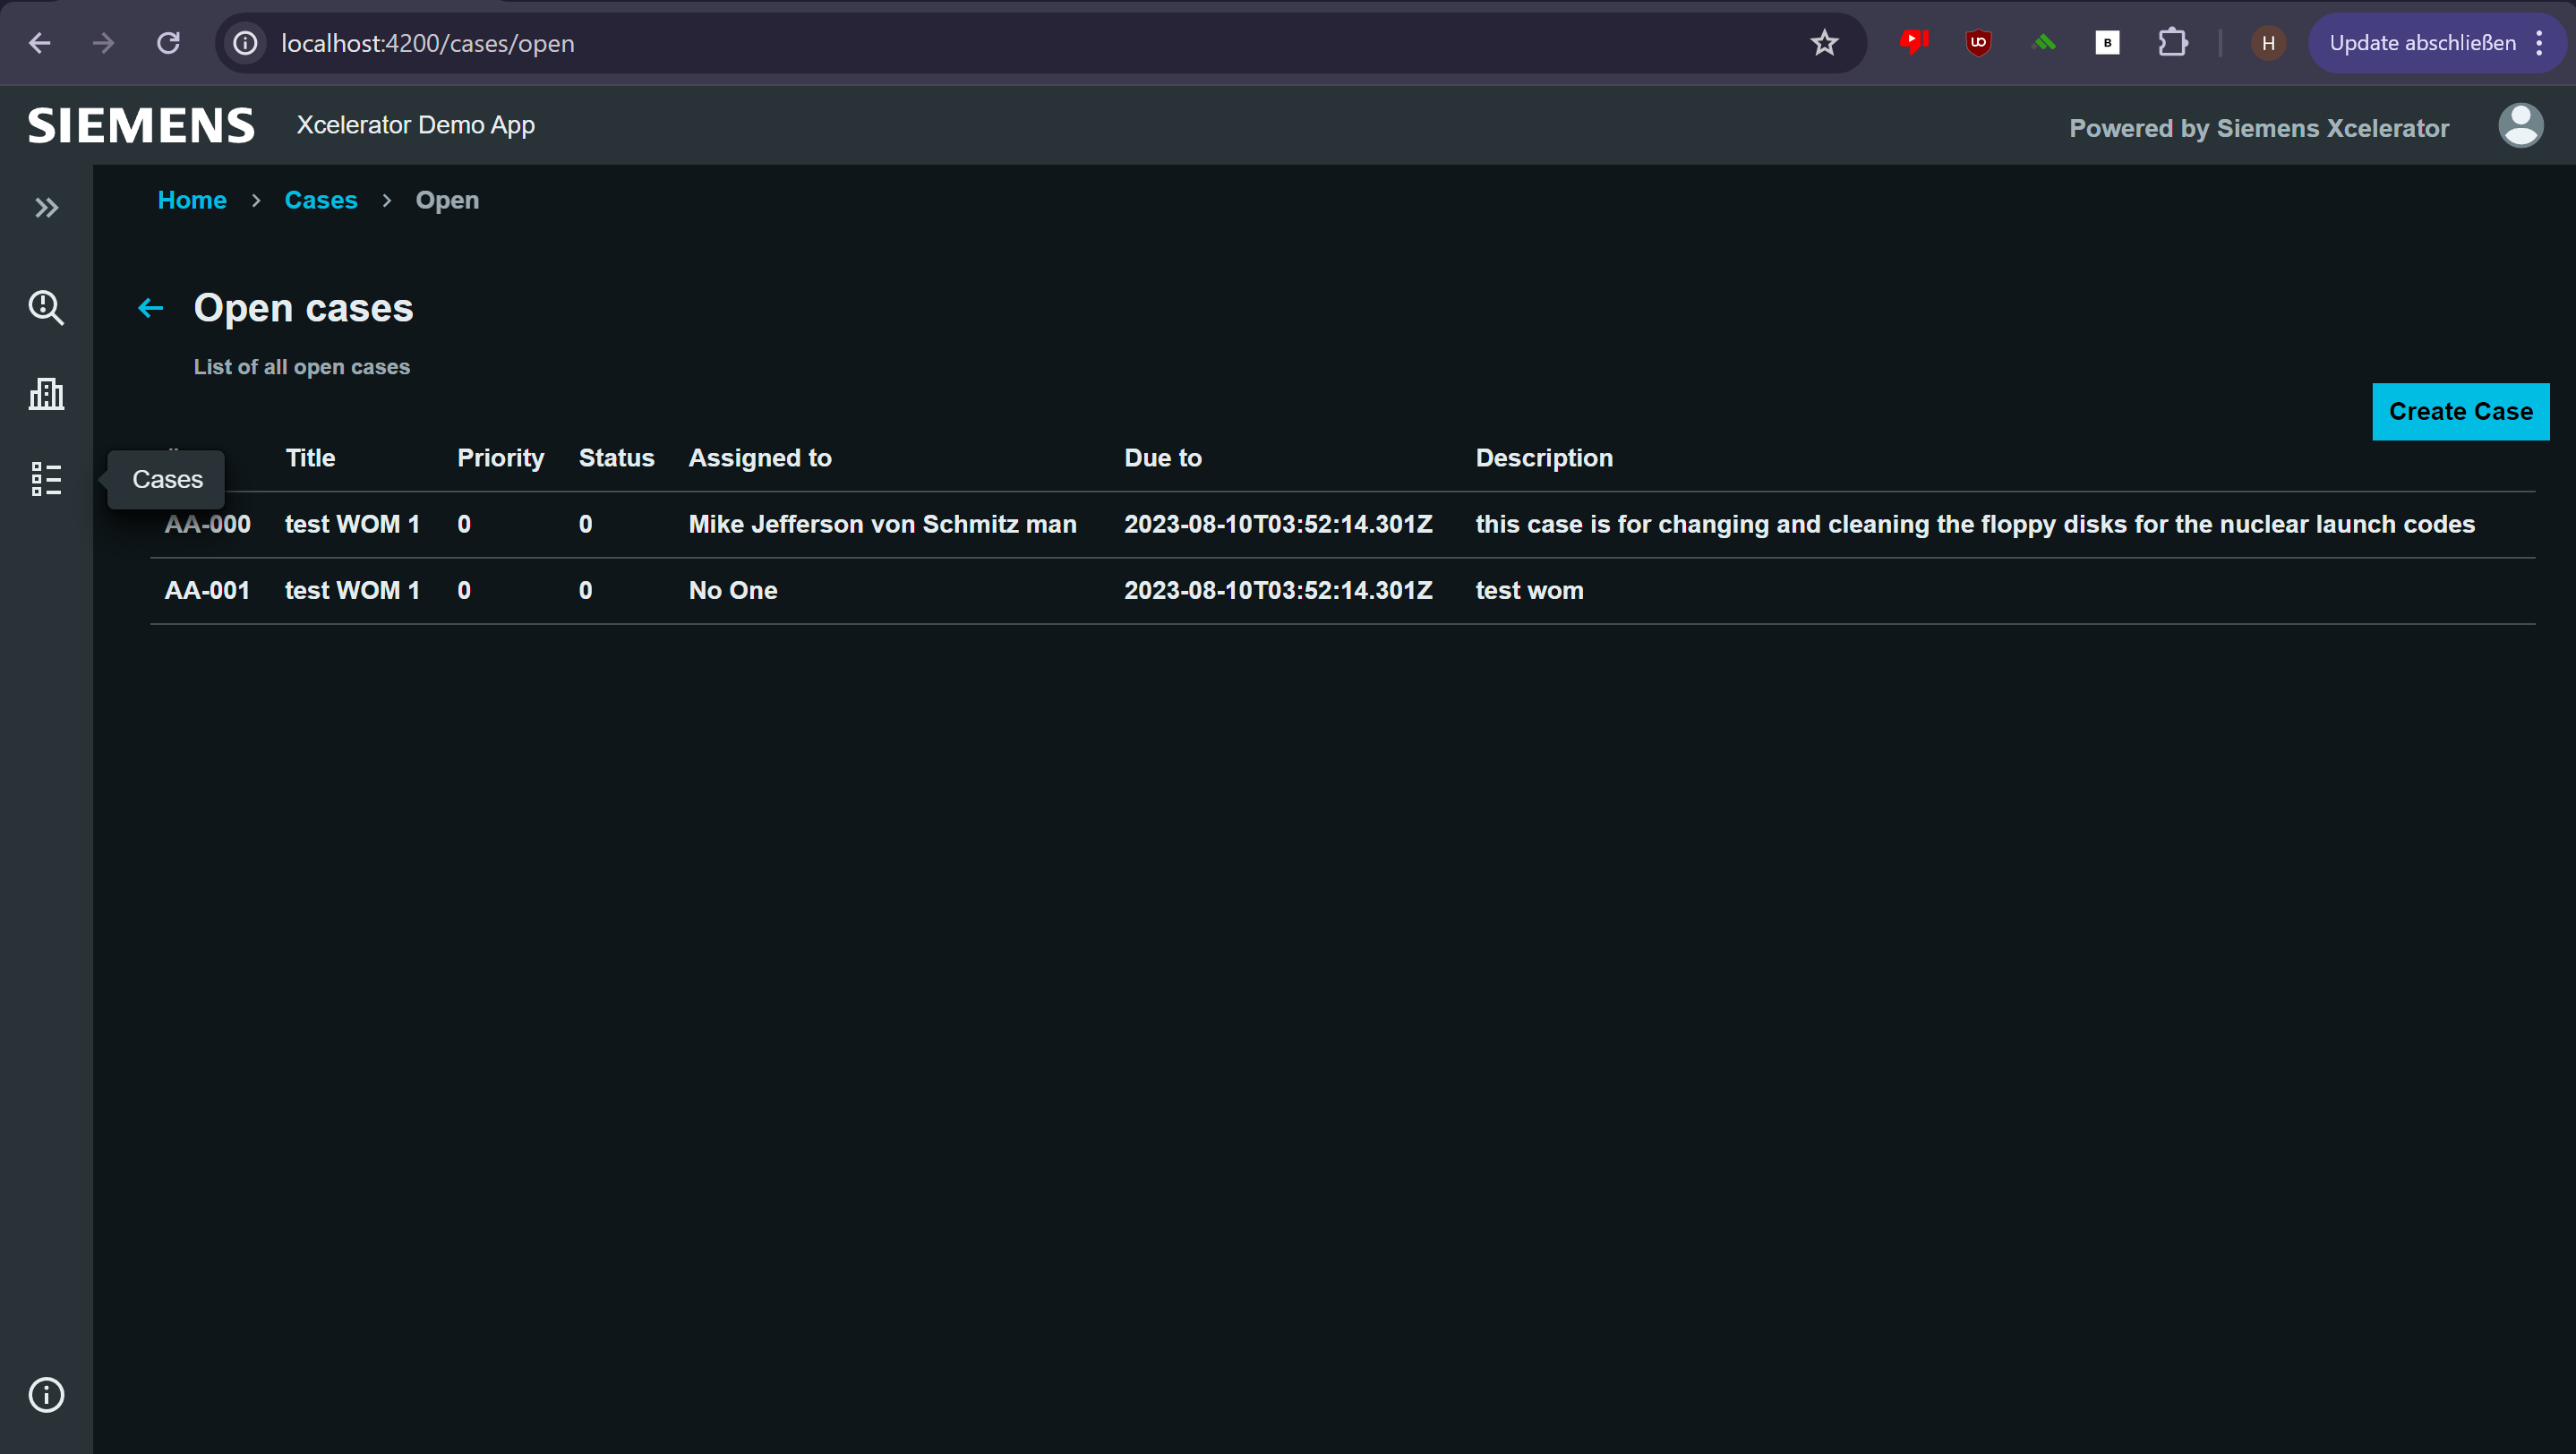 localhost:4200/cases/open
H
Update abschließen
SIEMENS
Xcelerator Demo App
Powered by Siemens Xcelerator
Home > Cases > Open
Open cases
List of all open cases
Create Case
Cases
Title Priority Status Assigned to Due to Description
AA-000 test WOM 1 0 0 Mike Jefferson von Schmitz man 2023-08-10T03:52:14.301Z this case is for changing and cleaning the floppy disks for the nuclear launch codes
AA-001 test WOM 1 0 0 No One 2023-08-10T03:52:14.301Z test wom